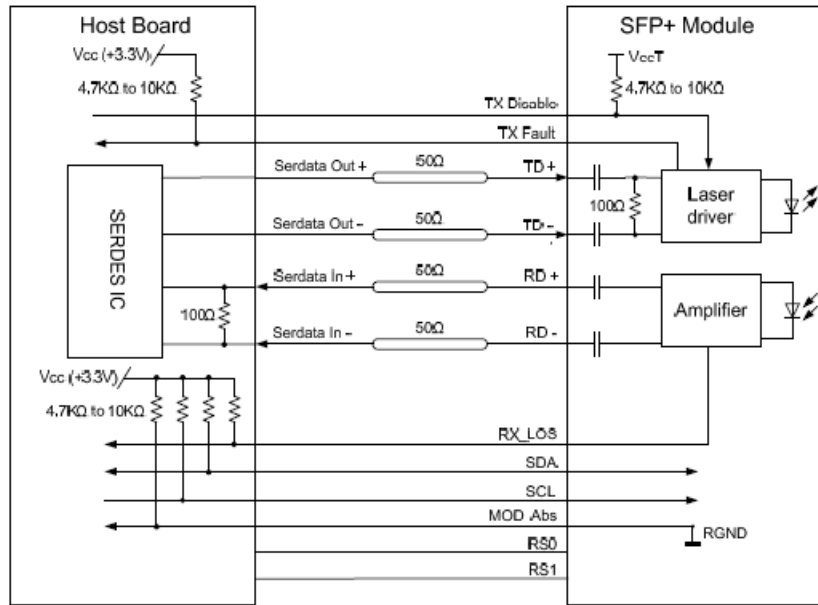 Host Board
SFP+ Module
Vcc (+3.3V)
4.7KΩ to 10KΩ
VccT
4.7KΩ to 10KΩ
TX Disable
TX Fault
Serdata Out +
50Ω
TD +
Serdata Out −
50Ω
TD −
Serdata In +
50Ω
RD +
Serdata In −
50Ω
RD -
SERDES IC
100Ω
100Ω
Laser
driver
Amplifier
Vcc (+3.3V)
4.7KΩ to 10KΩ
RX_LOS
SDA
SCL
MOD Abs
RGND
RS0
RS1